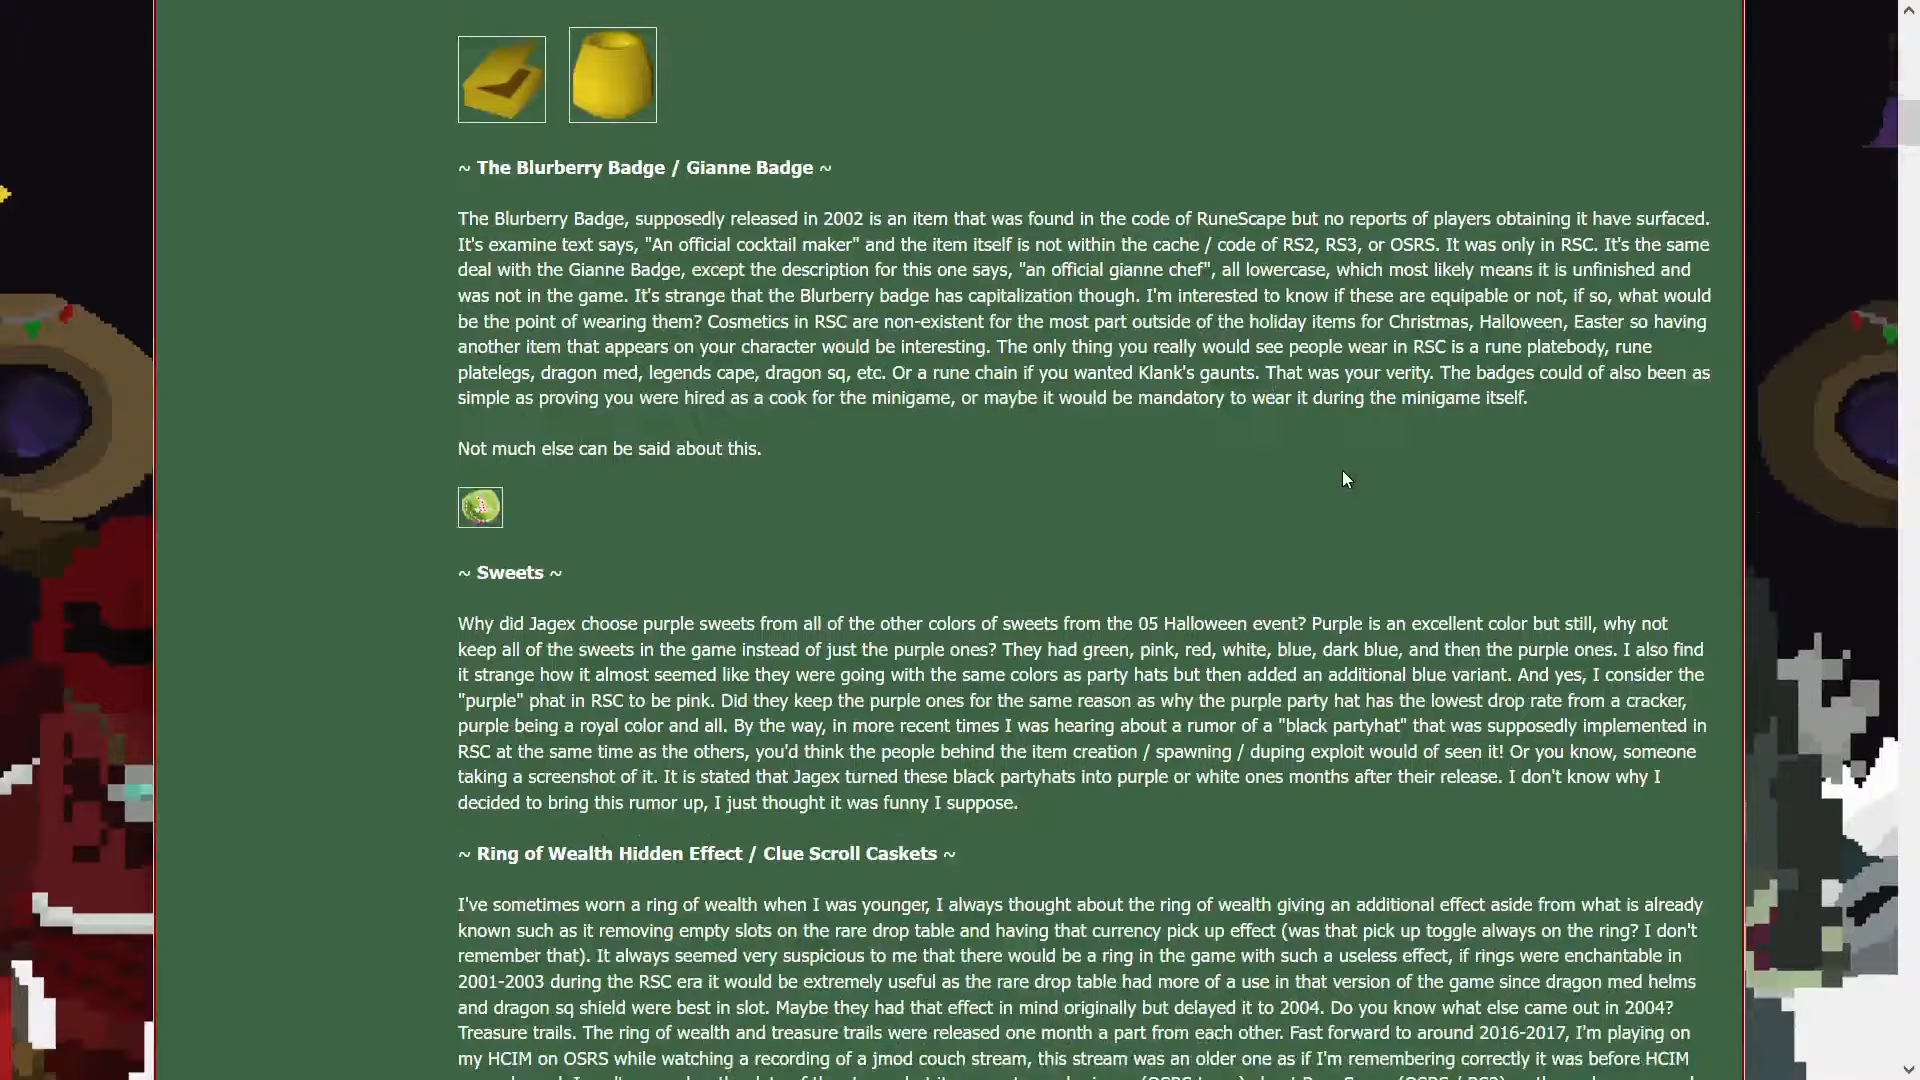 ~ The Blurberry Badge / Gianne Badge ~
The Blurberry Badge, supposedly released in 2002 is an item that was found in the code of RuneScape but no reports of players obtaining it have surfaced.
It's examine text says, "An official cocktail maker" and the item itself is not within the cache / code of RS2, RS3, or OSRS. It was only in RSC. It's the same
deal with the Gianne Badge, except the description for this one says, "an official gianne chef", all lowercase, which most likely means it is unfinished and
was not in the game. It's strange that the Blurberry badge has capitalization though. I'm interested to know if these are equipable or not, if so, what would
be the point of wearing them? Cosmetics in RSC are non-existent for the most part outside of the holiday items for Christmas, Halloween, Easter so having
another item that appears on your character would be interesting. The only thing you really would see people wear in RSC is a rune platebody, rune
platelegs, dragon med, legends cape, dragon sq, etc. Or a rune chain if you wanted Klank's gaunts. That was your verity. The badges could of also been as
simple as proving you were hired as a cook for the minigame, or maybe it would be mandatory to wear it during the minigame itself.
Not much else can be said about this.
~ Sweets ~
Why did Jagex choose purple sweets from all of the other colors of sweets from the 05 Halloween event? Purple is an excellent color but still, why not
keep all of the sweets in the game instead of just the purple ones? They had green, pink, red, white, blue, dark blue, and then the purple ones. I also find
it strange how it almost seemed like they were going with the same colors as party hats but then added an additional blue variant. And yes, I consider the
"purple" phat in RSC to be pink. Did they keep the purple ones for the same reason as why the purple party hat has the lowest drop rate from a cracker,
purple being a royal color and all. By the way, in more recent times I was hearing about a rumor of a "black partyhat" that was supposedly implemented in
RSC at the same time as the others, you'd think the people behind the item creation / spawning / duping exploit would of seen it! Or you know, someone
taking a screenshot of it. It is stated that Jagex turned these black partyhats into purple or white ones months after their release. I don't know why I
decided to bring this rumor up, I just thought it was funny I suppose.
~ Ring of Wealth Hidden Effect / Clue Scroll Caskets ~
I've sometimes worn a ring of wealth when I was younger, I always thought about the ring of wealth giving an additional effect aside from what is already
known such as it removing empty slots on the rare drop table and having that currency pick up effect (was that pick up toggle always on the ring? I don't
remember that). It always seemed very suspicious to me that there would be a ring in the game with such a useless effect, if rings were enchantable in
2001-2003 during the RSC era it would be extremely useful as the rare drop table had more of a use in that version of the game since dragon med helms
and dragon sq shield were best in slot. Maybe they had that effect in mind originally but delayed it to 2004. Do you know what else came out in 2004?
Treasure trails. The ring of wealth and treasure trails were released one month a part from each other. Fast forward to around 2016-2017, I'm playing on
my HCIM on OSRS while watching a recording of a jmod couch stream, this stream was an older one as if I'm remembering correctly it was before HCIM